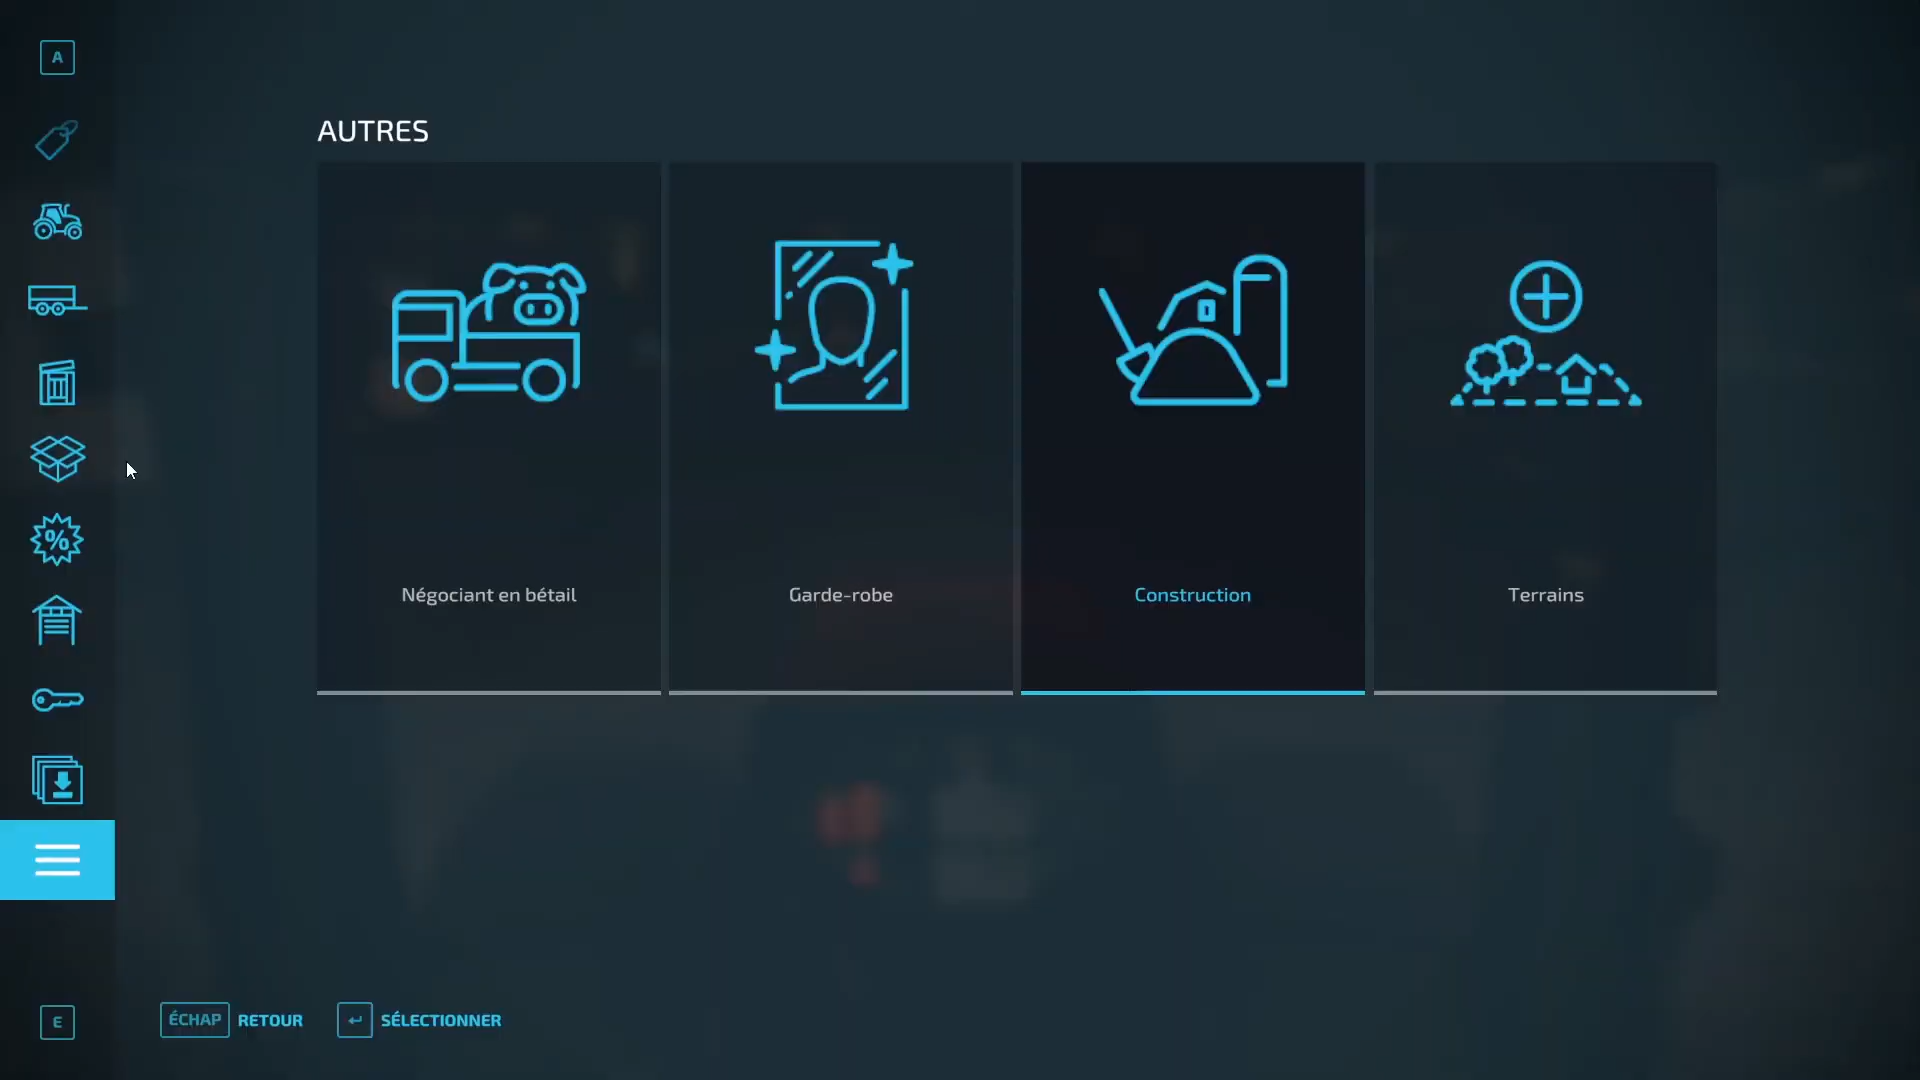 A
AUTRES
%
Négociant en bétail
Garde-robe
Construction
Terrains
E
ÉCHAP RETOUR
SÉLECTIONNER